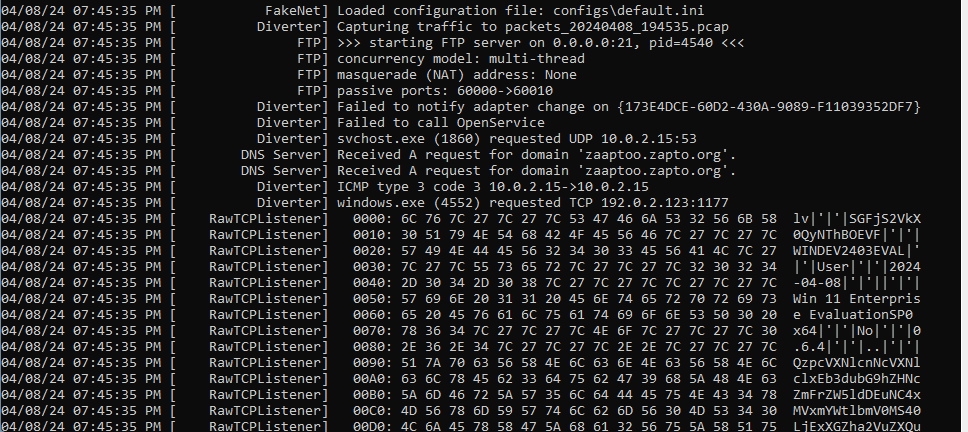 04/08/24 07:45:35 PM [ FakeNet] Loaded configuration file: configs\default.ini
04/08/24 07:45:35 PM [ Diverter] Capturing traffic to packets_20240408_194535.pcap
04/08/24 07:45:35 PM [ FTP] >>> starting FTP server on 0.0.0.0:21, pid=4540 <<<
04/08/24 07:45:35 PM [ FTP] concurrency model: multi-thread
04/08/24 07:45:35 PM [ FTP] masquerade (NAT) address: None
04/08/24 07:45:35 PM [ FTP] passive ports: 60000->60010
04/08/24 07:45:35 PM [ Diverter] Failed to notify adapter change on {173E4DCE-60D2-430A-9089-F11039352DF7}
04/08/24 07:45:35 PM [ Diverter] Failed to call OpenService
04/08/24 07:45:35 PM [ Diverter] svchost.exe (1860) requested UDP 10.0.2.15:53
04/08/24 07:45:35 PM [ DNS Server] Received A request for domain 'zaaptoo.zapto.org'.
04/08/24 07:45:35 PM [ DNS Server] Received A request for domain 'zaaptoo.zapto.org'.
04/08/24 07:45:35 PM [ Diverter] ICMP type 3 code 3 10.0.2.15->10.0.2.15
04/08/24 07:45:35 PM [ Diverter] windows.exe (4552) requested TCP 192.0.2.123:1177
04/08/24 07:45:35 PM [ RawTCPListener] 0000: 6C 76 7C 27 7C 27 7C 53 47 46 6A 53 32 56 6B 58 lv|'|'|SGFjS2VkX
04/08/24 07:45:35 PM [ RawTCPListener] 0010: 30 51 79 4E 54 68 42 4F 45 56 46 7C 27 7C 27 7C 0QyNThBOEVF|'|'|
04/08/24 07:45:35 PM [ RawTCPListener] 0020: 57 49 4E 44 45 56 32 34 30 33 45 56 41 4C 7C 27 WINDEV2403EVAL|'
04/08/24 07:45:35 PM [ RawTCPListener] 0030: 7C 27 7C 55 73 65 72 7C 27 7C 27 7C 32 30 32 34 |'|User|'|'|2024
04/08/24 07:45:35 PM [ RawTCPListener] 0040: 2D 30 34 2D 30 38 7C 27 7C 27 7C 7C 27 7C 27 7C -04-08|'|'||'|'|
04/08/24 07:45:35 PM [ RawTCPListener] 0050: 57 69 6E 20 31 31 20 45 6E 74 65 72 70 72 69 73 Win 11 Enterpris
04/08/24 07:45:35 PM [ RawTCPListener] 0060: 65 20 45 76 61 6C 75 61 74 69 6F 6E 53 50 30 20 e EvaluationSP0
04/08/24 07:45:35 PM [ RawTCPListener] 0070: 78 36 34 7C 27 7C 27 7C 4E 6F 7C 27 7C 27 7C 30 x64|'|'|No|'|'|0
04/08/24 07:45:35 PM [ RawTCPListener] 0080: 2E 36 2E 34 7C 27 7C 27 7C 2E 2E 7C 27 7C 27 7C .6.4|'|'|..|'|'|
04/08/24 07:45:35 PM [ RawTCPListener] 0090: 51 7A 70 63 56 58 4E 6C 63 6E 4E 63 56 58 4E 6C QzpcVXNlcnNcVXNl
04/08/24 07:45:35 PM [ RawTCPListener] 00A0: 63 6C 78 45 62 33 64 75 62 47 39 68 5A 48 4E 63 clxEb3dubG9hZHNc
04/08/24 07:45:35 PM [ RawTCPListener] 00B0: 5A 6D 46 72 5A 57 35 6C 64 44 45 75 4E 43 34 78 ZmFrZW5ldDEuNC4x
04/08/24 07:45:35 PM [ RawTCPListener] 00C0: 4D 56 78 6D 59 57 74 6C 62 6D 56 30 4D 53 34 30 MVxmYWtlbmV0MS40
04/08/24 07:45:35 PM [ RawTCPListener] 00D0: 4C 6A 45 78 58 47 5A 68 61 32 56 75 5A 58 51 75 LjExXGZha2VuZXQu